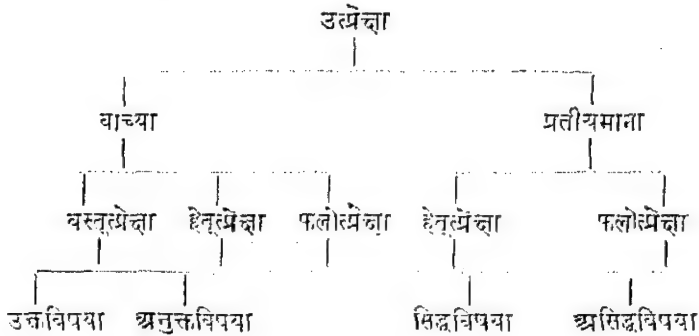 उत्प्रेक्षा
वाच्या प्रतीयमाना
वस्तूत्प्रेक्षा हेतूत्प्रेक्षा फलोत्प्रेक्षा हेतूत्प्रेक्षा फलोत्प्रेक्षा
उक्तविषया अनुक्तविषया सिद्धविषया असिद्धविषया